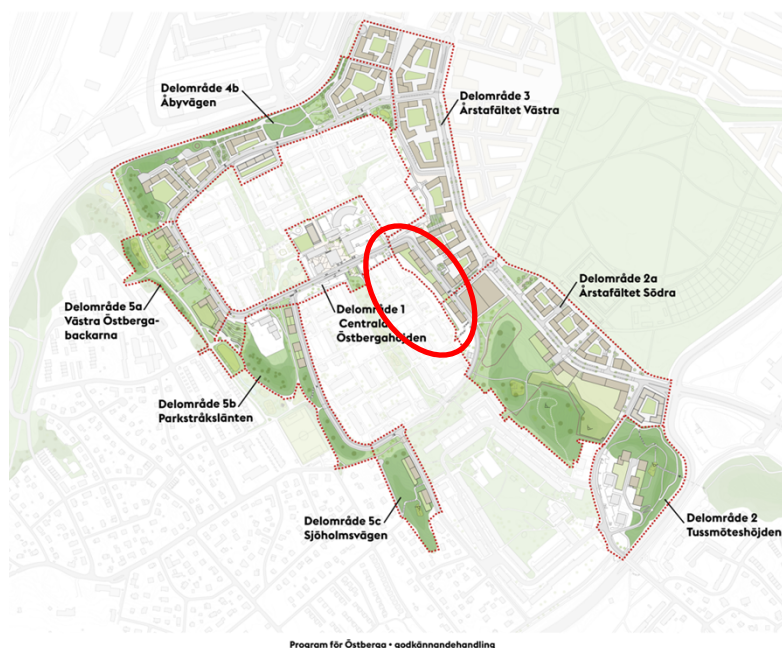 Delområde 4b
Åbyvägen
Delområde 3
Årstafältet Västra
Delområde 2a
Årstafältet Södra
Delområde 5a
Västra Östberga-
backarna
Delområde 1
Centrala
Östbergahöjden
Delområde 5b
Parkstråkslänten
Delområde 5c
Sjöholmsvägen
Delområde 2
Tussmöteshöjden
Program för Östberga • godkännandehandling